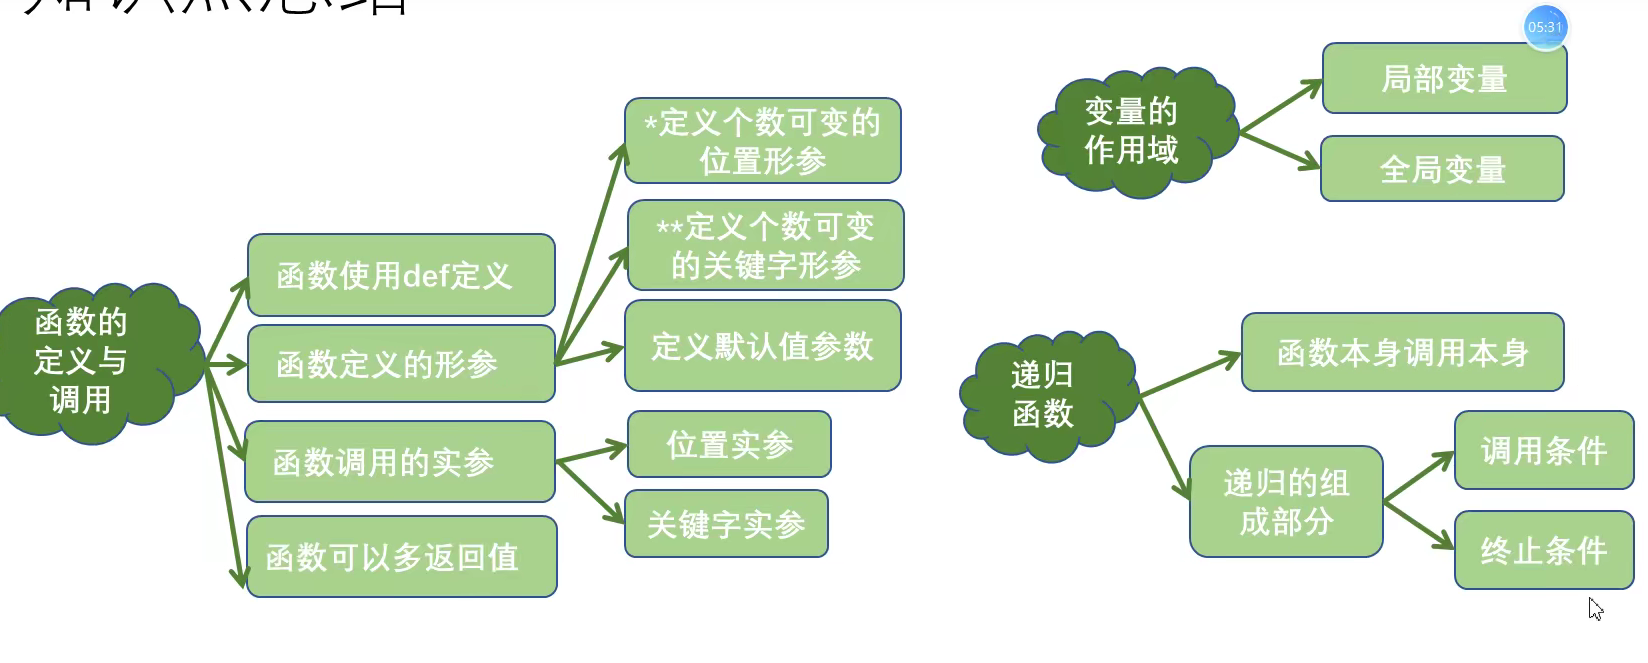 知识点总结
05:31
函数的
定义与
调用
函数使用def定义
函数定义的形参
函数调用的实参
函数可以多返回值
*定义个数可变的
位置形参
**定义个数可变
的关键字形参
定义默认值参数
位置实参
关键字实参
变量的
作用域
局部变量
全局变量
递归
函数
函数本身调用本身
递归的组
成部分
调用条件
终止条件